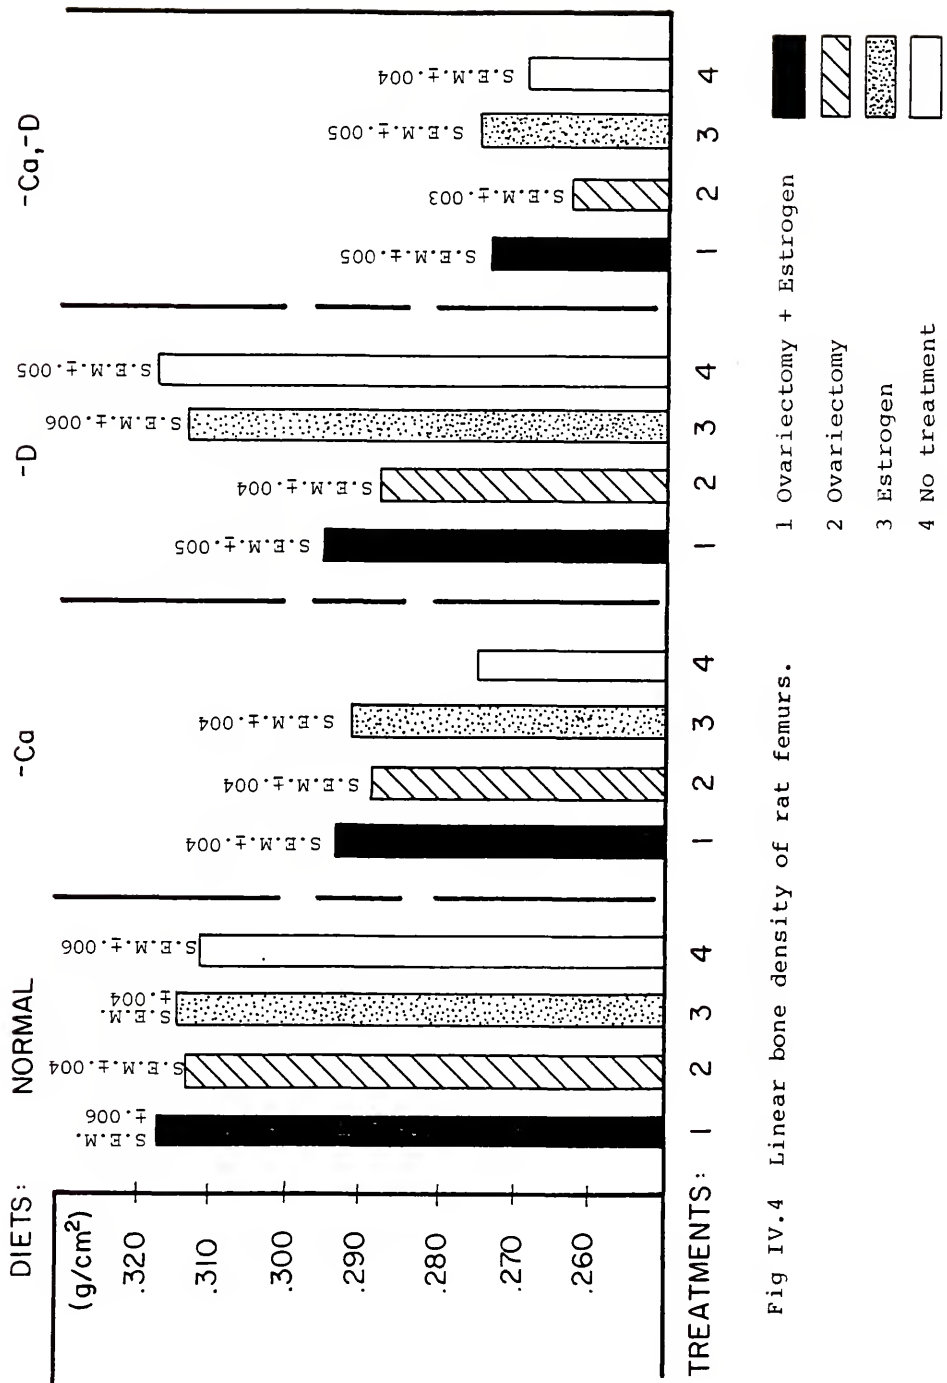 DIETS: NORMAL -Ca -D -Ca,-D
(g/cm²)
.320
.310
.300
.290
.280
.270
.260
S.E.M. ±.006
S.E.M.±.004
S.E.M. ±.004
S.E.M.±.006
S.E.M.±.004
S.E.M.±.004
S.E.M.±.004
S.E.M.±.005
S.E.M.±.004
S.E.M.±.006
S.E.M.±.005
S.E.M.±.005
S.E.M.±.003
S.E.M.±.005
S.E.M.±.004
TREATMENTS: 1 2 3 4 1 2 3 4 1 2 3 4 1 2 3 4
1 Ovariectomy + Estrogen
2 Ovariectomy
3 Estrogen
4 No treatment
Fig IV.4 Linear bone density of rat femurs.